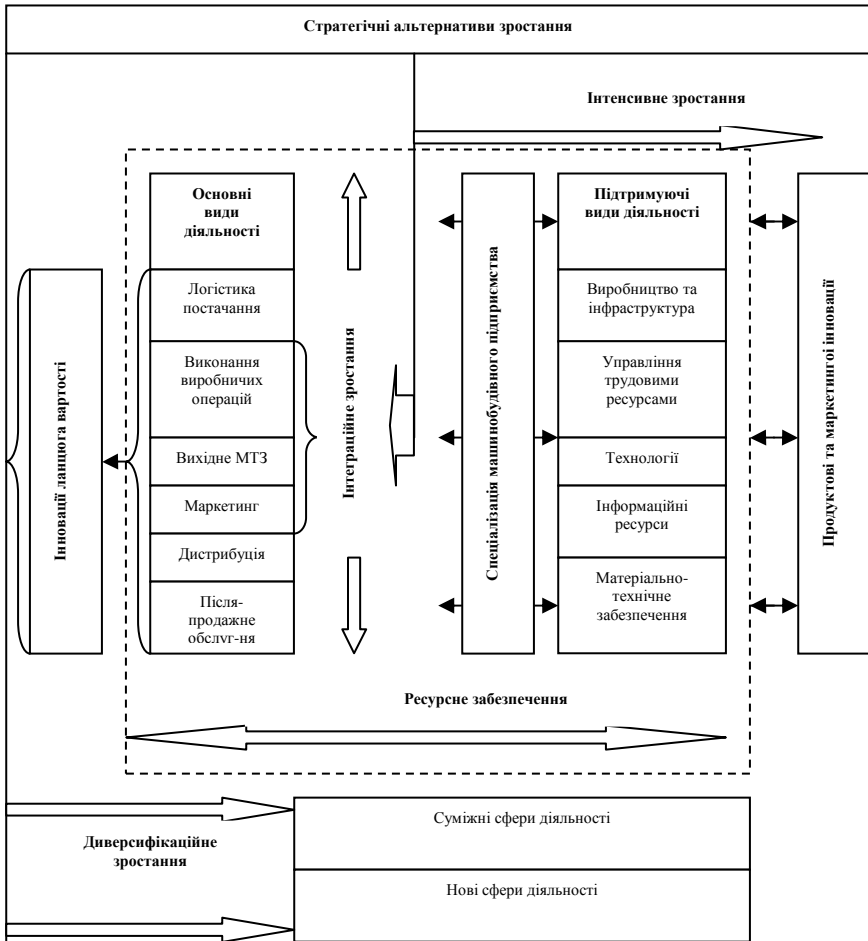 Стратегічні альтернативи зростання
Інтенсивне зростання
Основні
види
діяльності
Підтримуючі
види діяльності
Логістика
постачання
Виконання
виробничих
операцій
Вихідне МТЗ
Маркетинг
Дистрибуція
Після-
продажне
обслуг-ня
Інновації ланцюга вартості
Інтеграційне зростання
Спеціалізація машинобудівного підприємства
Виробництво та
інфраструктура
Управління
трудовими
ресурсами
Технології
Інформаційні
ресурси
Матеріально-
технічне
забезпечення
Продуктові та маркетингоі інновації
Ресурсне забезпечення
Диверсифікаційне
зростання
Суміжні сфери діяльності
Нові сфери діяльності